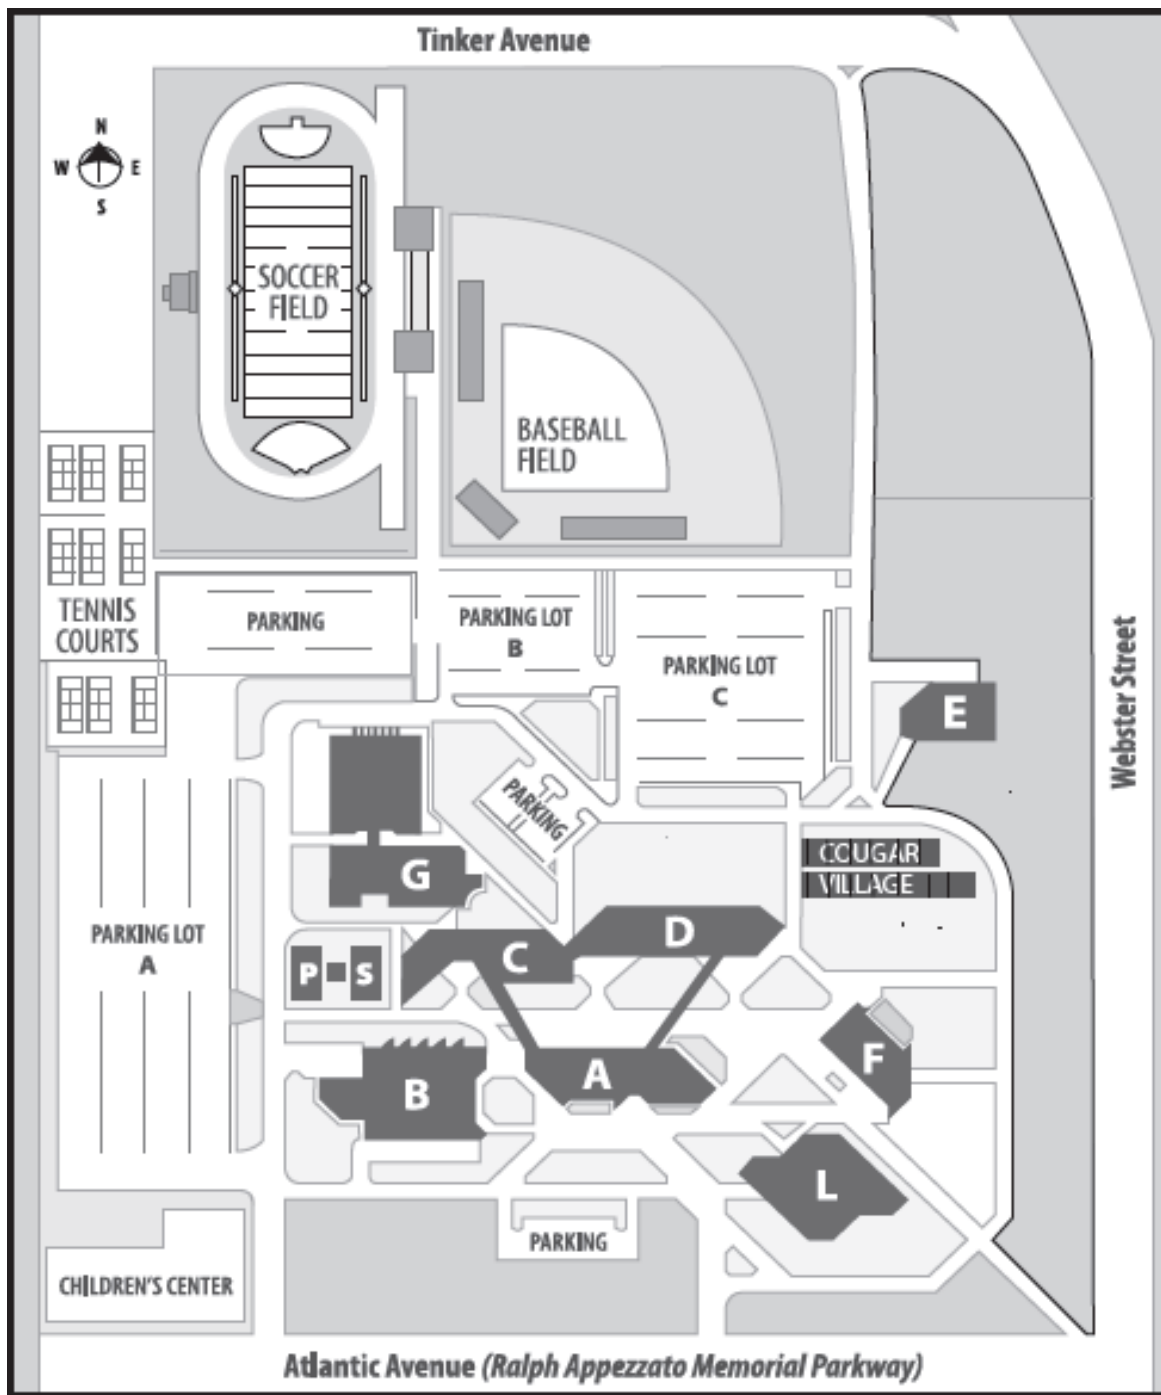 Tinker Avenue
N
W E
S
SOCCER
FIELD
BASEBALL
FIELD
TENNIS
COURTS
PARKING
PARKING LOT
B
PARKING LOT
C
E
Webster Street
PARKING
COUGAR
VILLAGE
G
PARKING LOT
A
D
C
P S
F
A
B
L
PARKING
CHILDREN'S CENTER
Atlantic Avenue (Ralph Appezzato Memorial Parkway)